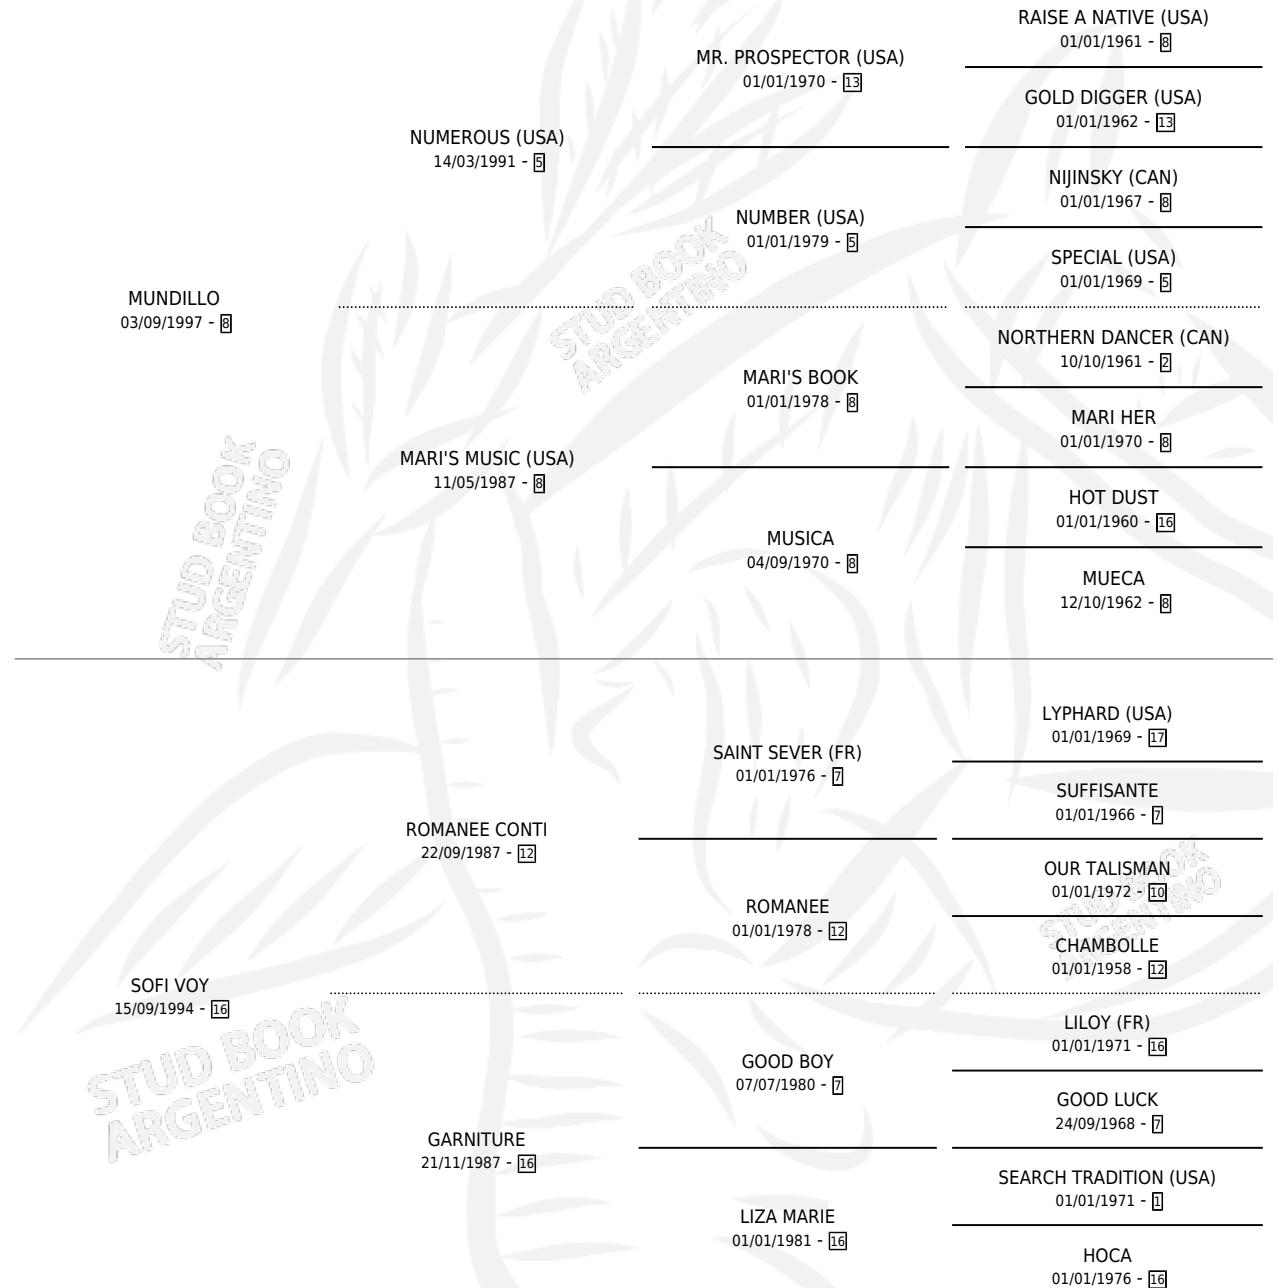 RAISE A NATIVE (USA)
01/01/1961 - 8
MR. PROSPECTOR (USA)
01/01/1970 - 13
GOLD DIGGER (USA)
01/01/1962 - 13
NUMEROUS (USA)
14/03/1991 - 5
NIJINSKY (CAN)
01/01/1967 - 8
NUMBER (USA)
01/01/1979 - 5
SPECIAL (USA)
01/01/1969 - 5
MUNDILLO
03/09/1997 - 8
NORTHERN DANCER (CAN)
10/10/1961 - 2
MARI'S BOOK
01/01/1978 - 8
MARI HER
01/01/1970 - 8
MARI'S MUSIC (USA)
11/05/1987 - 8
HOT DUST
01/01/1960 - 16
MUSICA
04/09/1970 - 8
MUECA
12/10/1962 - 8
LYPHARD (USA)
01/01/1969 - 17
SAINT SEVER (FR)
01/01/1976 - 7
SUFFISANTE
01/01/1966 - 7
ROMANEE CONTI
22/09/1987 - 12
OUR TALISMAN
01/01/1972 - 10
ROMANEE
01/01/1978 - 12
CHAMBOLLE
01/01/1958 - 12
SOFI VOY
15/09/1994 - 16
LILOY (FR)
01/01/1971 - 16
GOOD BOY
07/07/1980 - 7
GOOD LUCK
24/09/1968 - 7
GARNITURE
21/11/1987 - 16
SEARCH TRADITION (USA)
01/01/1971 - 1
LIZA MARIE
01/01/1981 - 16
HOCA
01/01/1976 - 16
STUD BOOK
ARGENTINO
STUD BOOK
ARGENTINO
STUD BOOK
ARGENTINO
STUD BOOK
ARGENTINO